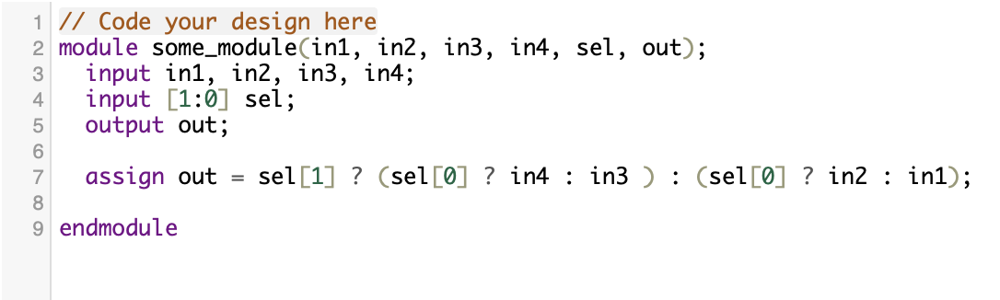 1 // Code your design here
2 module some_module(in1, in2, in3, in4, sel, out);
3   input in1, in2, in3, in4;
4   input [1:0] sel;
5   output out;
6
7   assign out = sel[1] ? (sel[0] ? in4 : in3 ) : (sel[0] ? in2 : in1);
8
9 endmodule